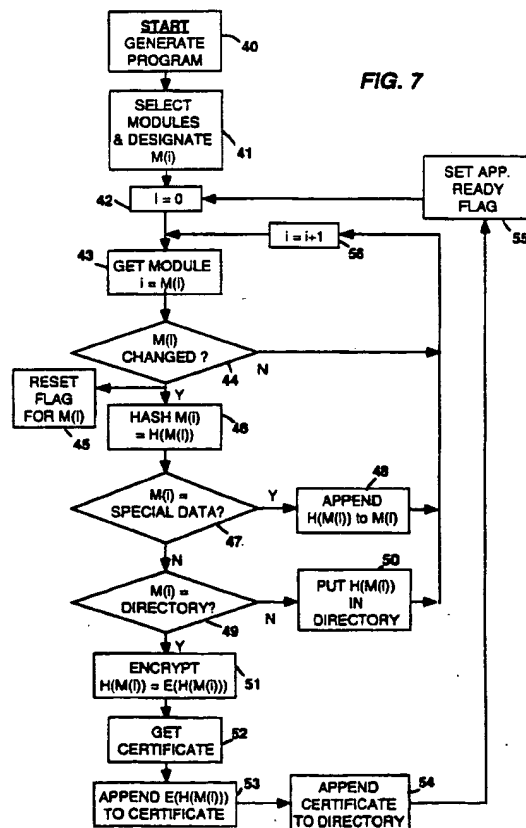 START
GENERATE
PROGRAM
40
FIG. 7
SELECT
MODULES
& DESIGNATE
M(i)
41
SET APP.
READY
FLAG
55
42
i = 0
i = i+1
56
43
GET MODULE
i = M(i)
M(i)
CHANGED ?
44
N
Y
RESET
FLAG
FOR M(i)
45
HASH M(i)
= H(M(i))
46
M(i) =
SPECIAL DATA?
47
Y
N
48
APPEND
H(M(i)) to M(i)
M(i) =
DIRECTORY?
49
N
Y
50
PUT H(M(i))
IN
DIRECTORY
ENCRYPT
H(M(i)) = E(H(M(i)))
51
GET
CERTIFICATE
52
APPEND E(H(M(i)))
TO CERTIFICATE
53
APPEND
CERTIFICATE
TO DIRECTORY
54